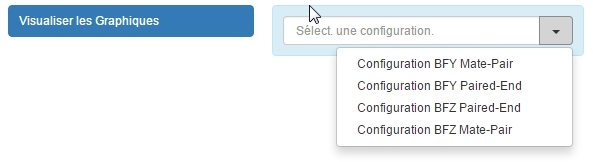 Visualiser les Graphiques
Sélect. une configuration.
Configuration BFY Mate-Pair
Configuration BFY Paired-End
Configuration BFZ Paired-End
Configuration BFZ Mate-Pair